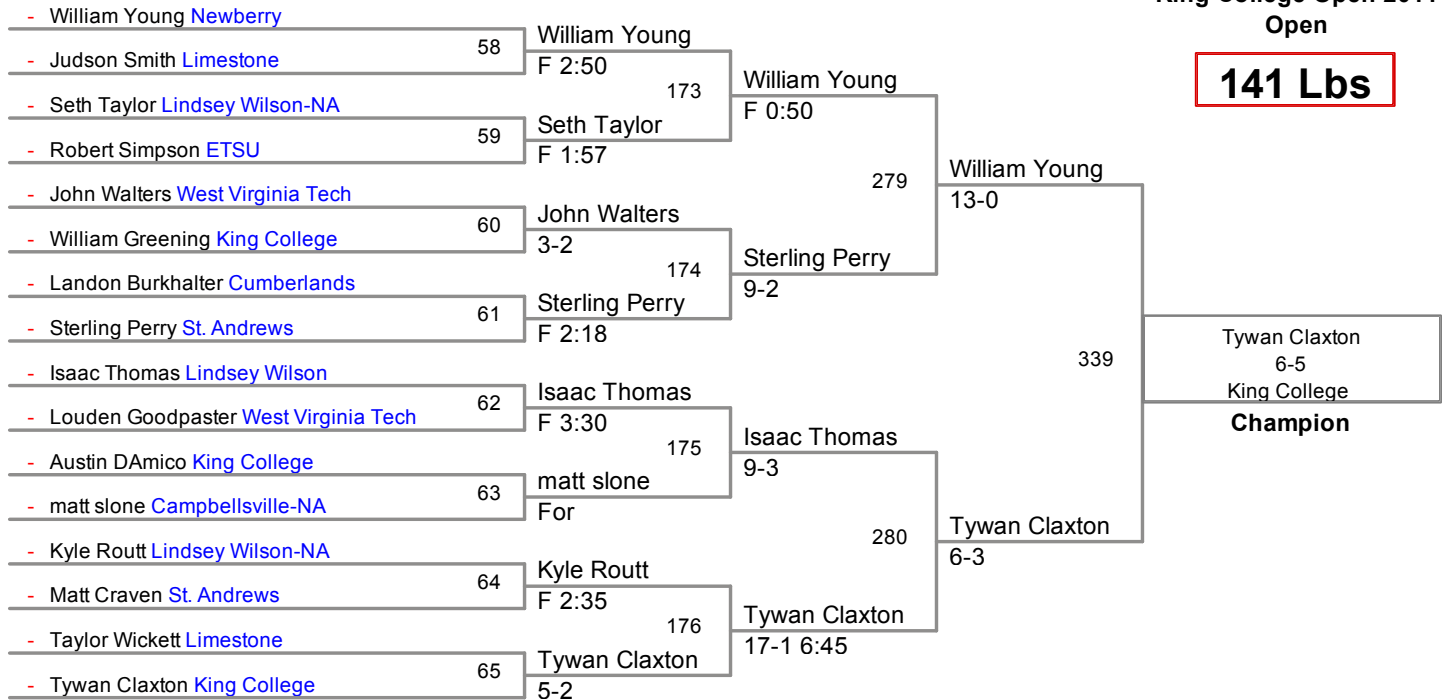 King College Open 2011
Open
141 Lbs
- William Young Newberry
- Judson Smith Limestone
- Seth Taylor Lindsey Wilson-NA
- Robert Simpson ETSU
- John Walters West Virginia Tech
- William Greening King College
- Landon Burkhalter Cumberlands
- Sterling Perry St. Andrews
- Isaac Thomas Lindsey Wilson
- Louden Goodpaster West Virginia Tech
- Austin DAmico King College
- matt slone Campbellsville-NA
- Kyle Routt Lindsey Wilson-NA
- Matt Craven St. Andrews
- Taylor Wickett Limestone
- Tywan Claxton King College
58
59
60
61
62
63
64
65
William Young
F 2:50
Seth Taylor
F 1:57
John Walters
3-2
Sterling Perry
F 2:18
Isaac Thomas
F 3:30
matt slone
For
Kyle Routt
F 2:35
Tywan Claxton
5-2
173
174
175
176
William Young
F 0:50
Sterling Perry
9-2
Isaac Thomas
9-3
Tywan Claxton
17-1 6:45
279
280
William Young
13-0
Tywan Claxton
6-3
339
Tywan Claxton
6-5
King College
Champion